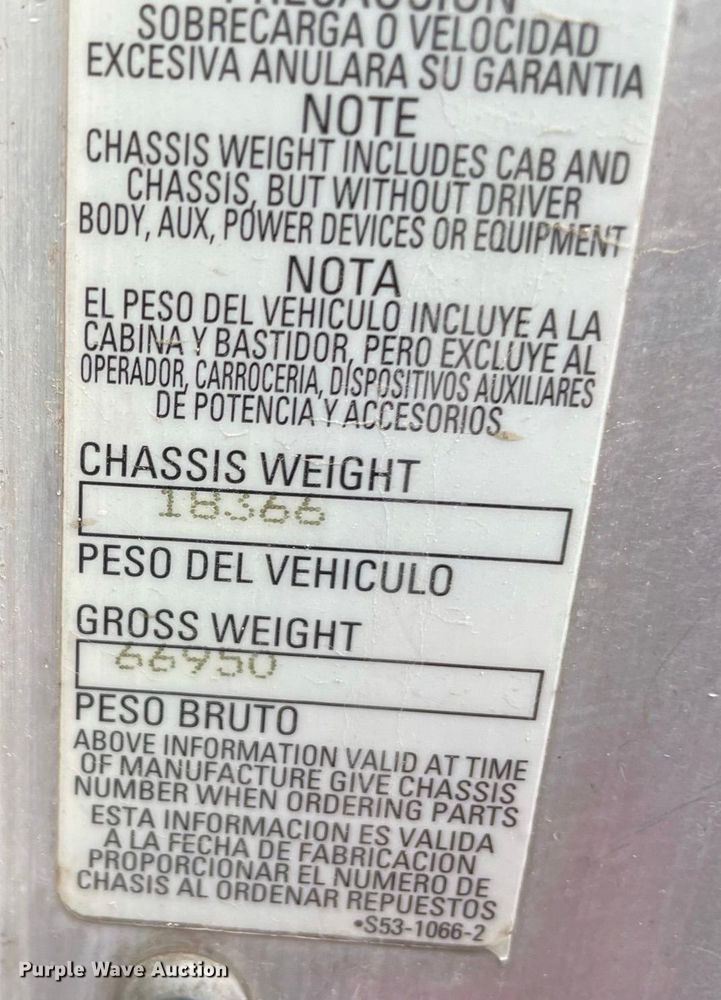 PRECAUCION
SOBRECARGA O VELOCIDAD
EXCESIVA ANULARA SU GARANTIA
NOTE
CHASSIS WEIGHT INCLUDES CAB AND
CHASSIS, BUT WITHOUT DRIVER
BODY, AUX, POWER DEVICES OR EQUIPMENT
NOTA
EL PESO DEL VEHICULO INCLUYE A LA
CABINA Y BASTIDOR, PERO EXCLUYE AL
OPERADOR, CARROCERIA, DISPOSITIVOS AUXILIARES
DE POTENCIA Y ACCESORIOS
CHASSIS WEIGHT
18366
PESO DEL VEHICULO
GROSS WEIGHT
66950
PESO BRUTO
ABOVE INFORMATION VALID AT TIME
OF MANUFACTURE GIVE CHASSIS
NUMBER WHEN ORDERING PARTS
ESTA INFORMACION ES VALIDA
A LA FECHA DE FABRICACION
PROPORCIONAR EL NUMERO DE
CHASIS AL ORDENAR REPUESTOS
•S53-1066-2
Purple Wave Auction